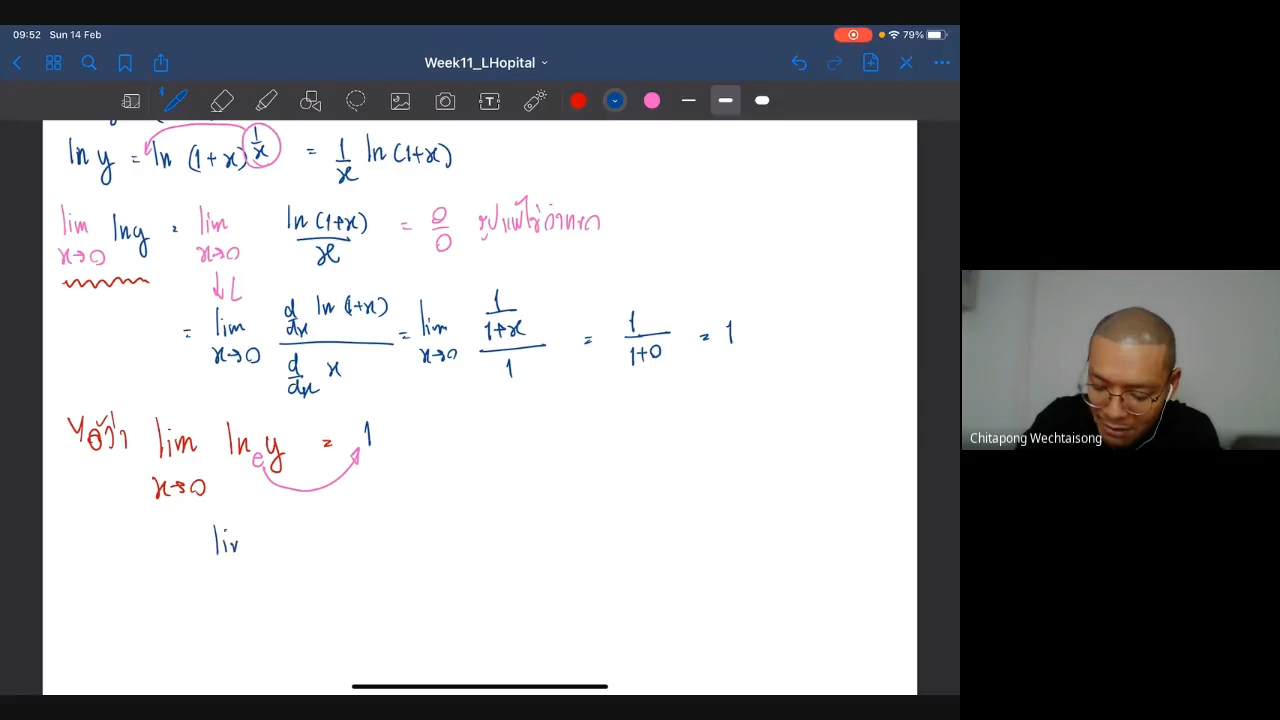 09:52 Sun 14 Feb
79%
Week11_LHopital
ln y = ln (1+x)^(1/x) = 1/x ln(1+x)
lim x→0 ln y = lim x→0 ln(1+x)/x = 0/0
↓L
= lim x→0 (d/dx ln(1+x))/(d/dx x) = lim x→0 (1/(1+x))/1 = 1/(1+0) = 1
lim x→0 ln_e y = 1
Chitapong Wechtaisong